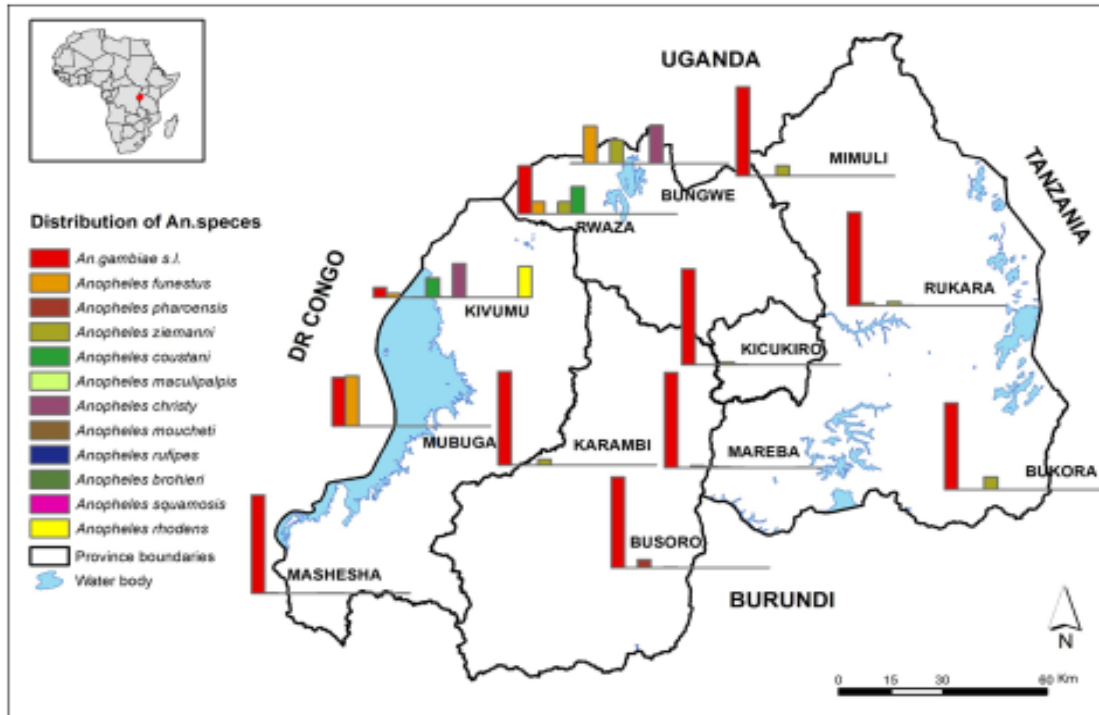 UGANDA
MIMULI
TANZANIA
BUNGWE
RWAZA
Distribution of An.speces
An.gambiae s.l.
Anopheles funestus
Anopheles pharoensis
Anopheles ziemanni
Anopheles coustani
Anopheles maculipalpis
Anopheles christy
Anopheles moucheti
Anopheles rufipes
Anopheles brohieri
Anopheles squamosis
Anopheles rhodens
Province boundaries
Water body
DR CONGO
KIVUMU
RUKARA
KICUKIRO
MUBUGA
KARAMBI
MAREBA
BUKORA
BUSORO
MASHESHA
BURUNDI
N
0 15 30 60 Km